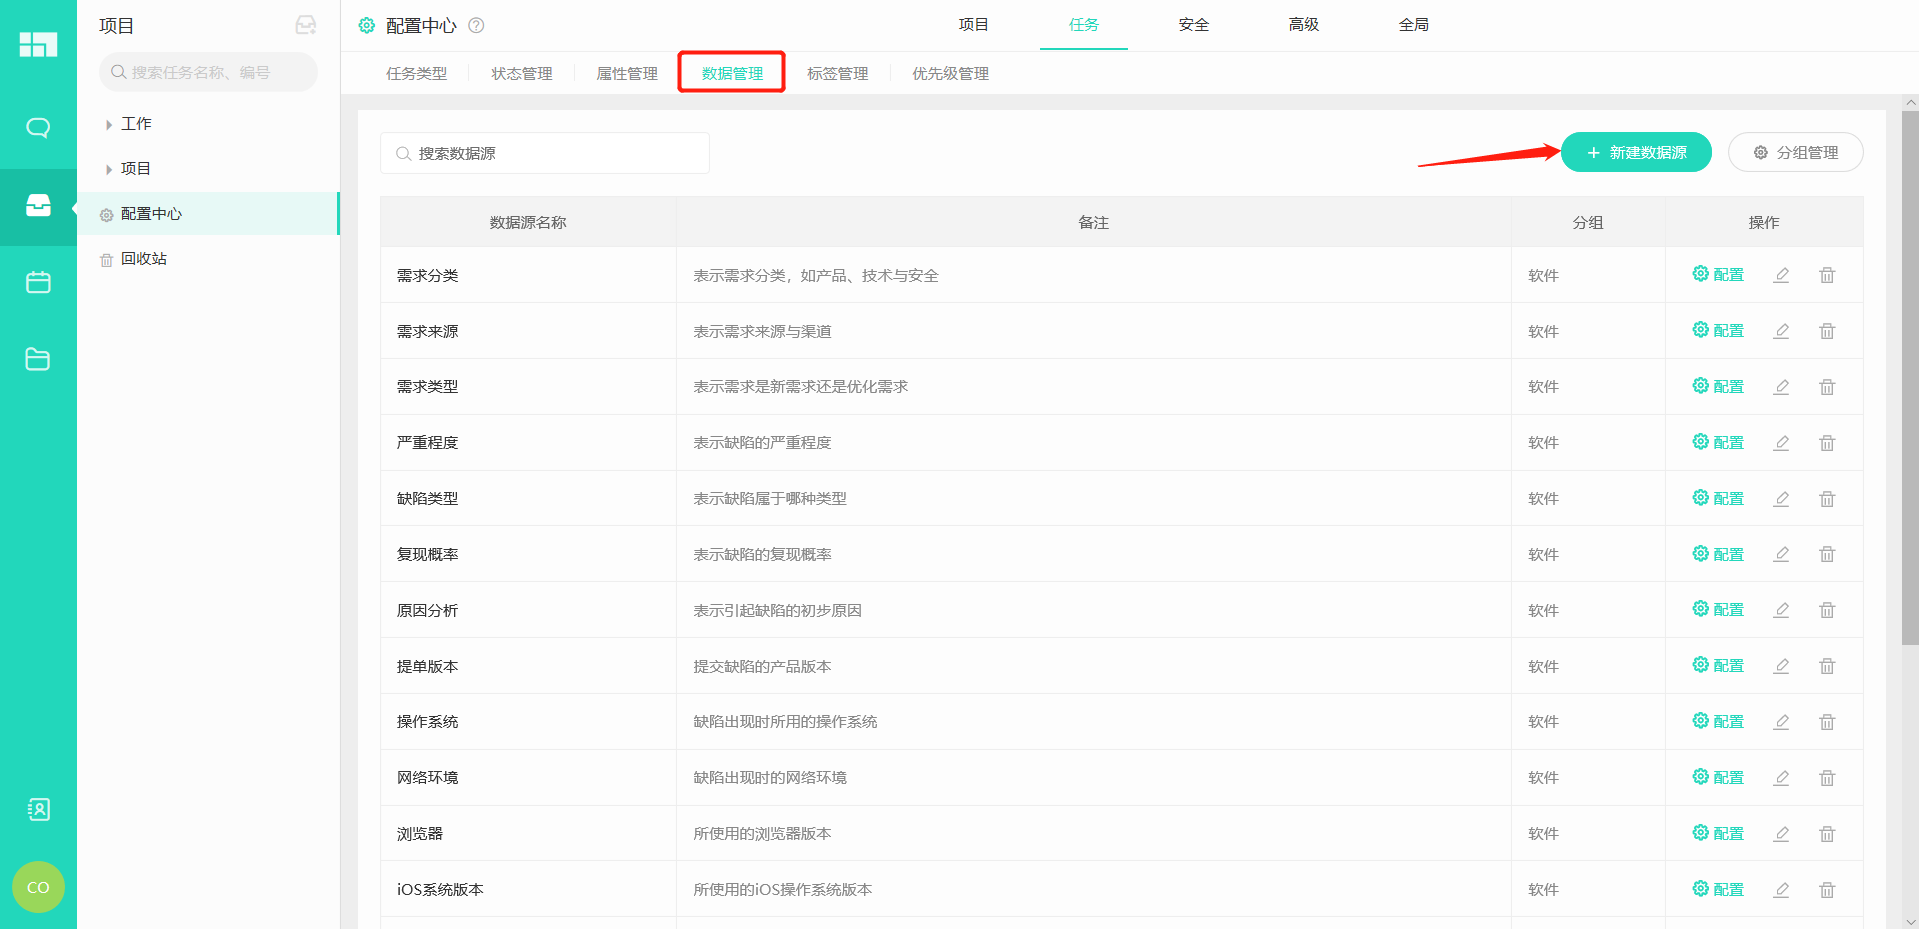 项目
搜索任务名称、编号
工作
项目
配置中心
回收站
CO
配置中心
项目
任务
安全
高级
全局
任务类型
状态管理
属性管理
数据管理
标签管理
优先级管理
搜索数据源
+ 新建数据源
分组管理
数据源名称 备注 分组 操作
需求分类 表示需求分类，如产品、技术与安全 软件 配置
需求来源 表示需求来源与渠道 软件 配置
需求类型 表示需求是新需求还是优化需求 软件 配置
严重程度 表示缺陷的严重程度 软件 配置
缺陷类型 表示缺陷属于哪种类型 软件 配置
复现概率 表示缺陷的复现概率 软件 配置
原因分析 表示引起缺陷的初步原因 软件 配置
提单版本 提交缺陷的产品版本 软件 配置
操作系统 缺陷出现时所用的操作系统 软件 配置
网络环境 缺陷出现时的网络环境 软件 配置
浏览器 所使用的浏览器版本 软件 配置
iOS系统版本 所使用的iOS操作系统版本 软件 配置